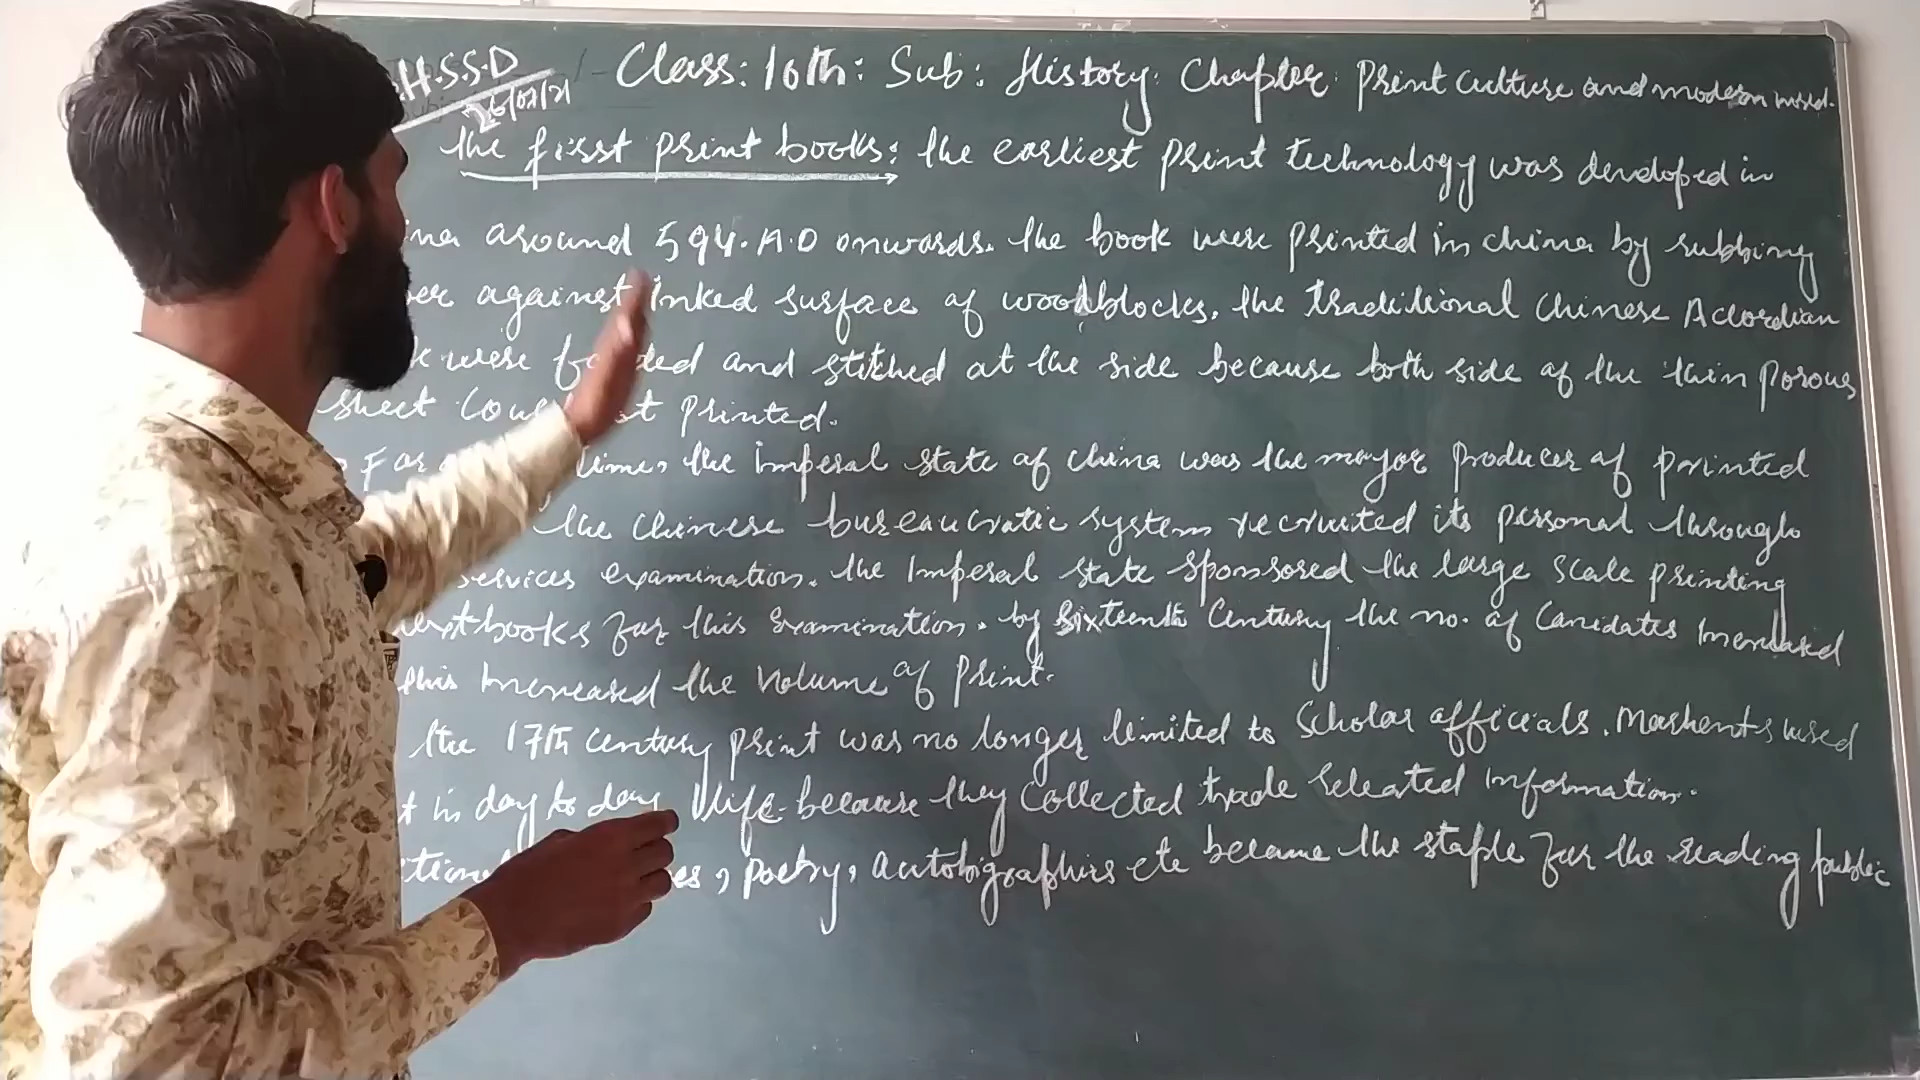 .H.S.S.D
26/07/21
Class: 10th: Sub: History: Chapter: Print Culture and modern world.
The first print books: the earliest print technology was developed in
around 594. A.D onwards. The book were printed in china by rubbing
against inked surface of woodblocks. The traditional Chinese Accordian
were and stitched at the side because both side of the thin porous
sheet printed.
time, the imperal state of china was the mayor producer of printed
the Chinese bureaucratic system recruited its personal through
services examination. The Imperal state sponsored the large scale printing
textbooks for this examination. by sixteenth Century the no. of Canidates Increased
this increased the volume of print.
the 17th century print was no longer limited to scholar officials. Marhents used
in day to day life because they collected trade releated information.
, poetry, autobiographies etc became the staple for the reading public